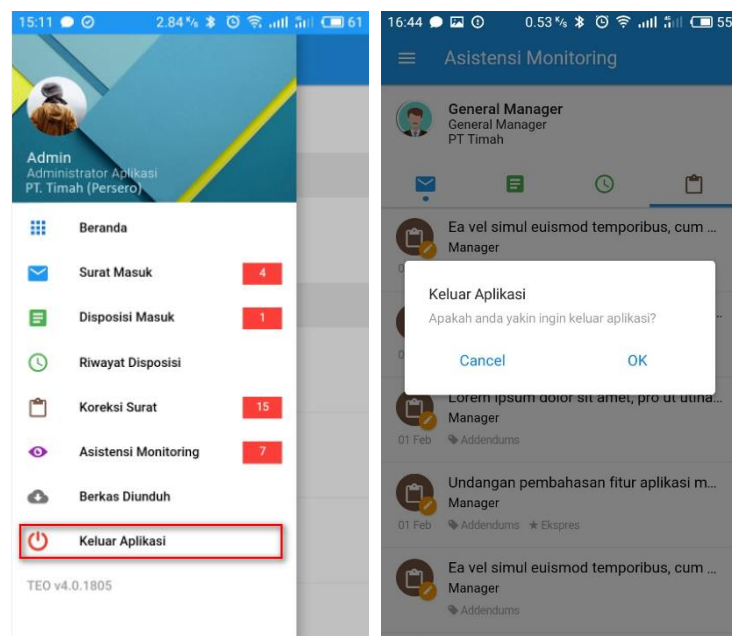 15:11 2.84 K/s 61
Admin
Administrator Aplikasi
PT. Timah (Persero)
Beranda
Surat Masuk 4
Disposisi Masuk 1
Riwayat Disposisi
Koreksi Surat 15
Asistensi Monitoring 7
Berkas Diunduh
Keluar Aplikasi
TEO v4.0.1805
16:44 0.53 K/s 55
Asistensi Monitoring
General Manager
General Manager
PT Timah
Ea vel simul euismod temporibus, cum ...
Manager
Keluar Aplikasi
Apakah anda yakin ingin keluar aplikasi?
Cancel OK
Lorem ipsum dolor sit amet, pro ut utina...
Manager
01 Feb Addendums
Undangan pembahasan fitur aplikasi m...
Manager
01 Feb Addendums Ekspres
Ea vel simul euismod temporibus, cum ...
Manager
Addendums